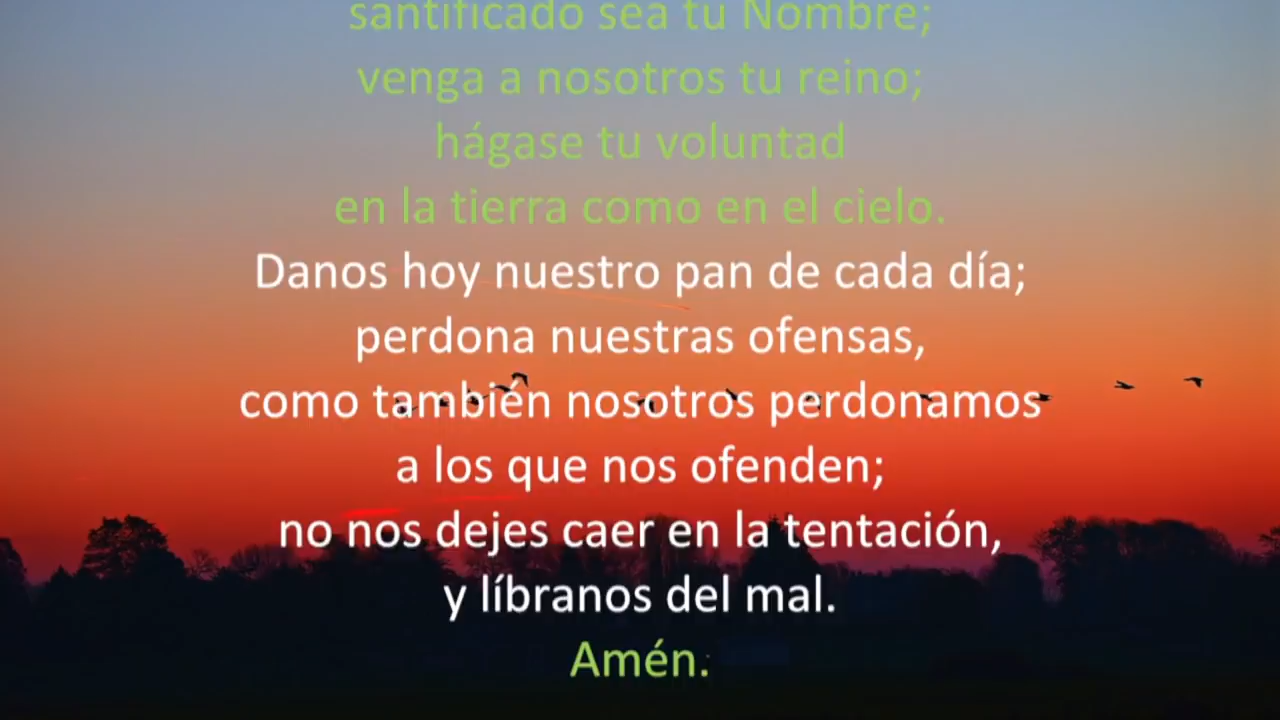 santificado sea tu Nombre;
venga a nosotros tu reino;
hágase tu voluntad
en la tierra como en el cielo.
Danos hoy nuestro pan de cada día;
perdona nuestras ofensas,
como también nosotros perdonamos
a los que nos ofenden;
no nos dejes caer en la tentación,
y líbranos del mal.
Amén.